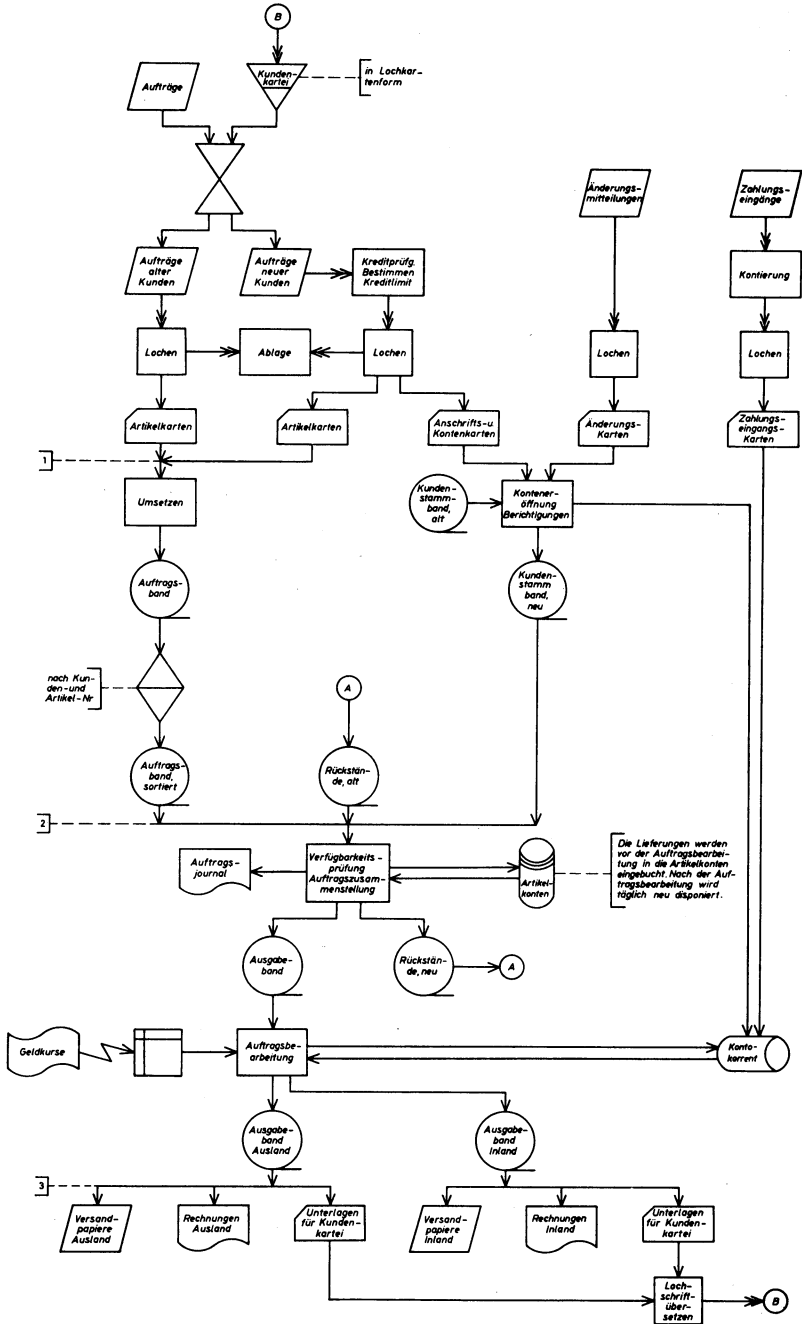 B
Kunden-
kartei
in Lochkar-
tenform
Aufträge
Änderungs-
mitteilungen
Zahlungs-
eingänge
Aufträge
alter
Kunden
Aufträge
neuer
Kunden
Kreditprüfg.
Bestimmen
Kreditlimit
Kontierung
Lochen
Ablage
Lochen
Lochen
Lochen
Artikelkarten
Artikelkarten
Anschrifts-u.
Kontenkarten
Änderungs-
Karten
Zahlungs-
eingangs-
Karten
1
Umsetzen
Kunden-
stamm-
band,
alt
Kontener-
öffnung
Berichtigungen
Auftrags-
band
Kunden-
stamm
band,
neu
nach Kun-
den-und
Artikel-Nr
A
Auftrags-
band,
sortiert
Rückstän-
de, alt
2
Auftrags-
journal
Verfügbarkeits-
prüfung
Auftragszusam-
menstellung
Artikel-
konten
Die Lieferungen werden
vor der Auftragsbearbei-
tung in die Artikelkonten
eingebucht. Nach der Auf-
tragsbearbeitung wird
täglich neu disponiert.
Ausgabe-
band
Rückstän-
de, neu
A
Geldkurse
Auftragsbe-
arbeitung
Konto-
korrent
Ausgabe-
band
Ausland
Ausgabe-
band
Inland
3
Versand-
papiere
Ausland
Rechnungen
Ausland
Unterlagen
für Kunden-
kartei
Versand-
papiere
Inland
Rechnungen
Inland
Unterlagen
für Kunden-
kartei
Loch-
schrift-
über-
setzen
B